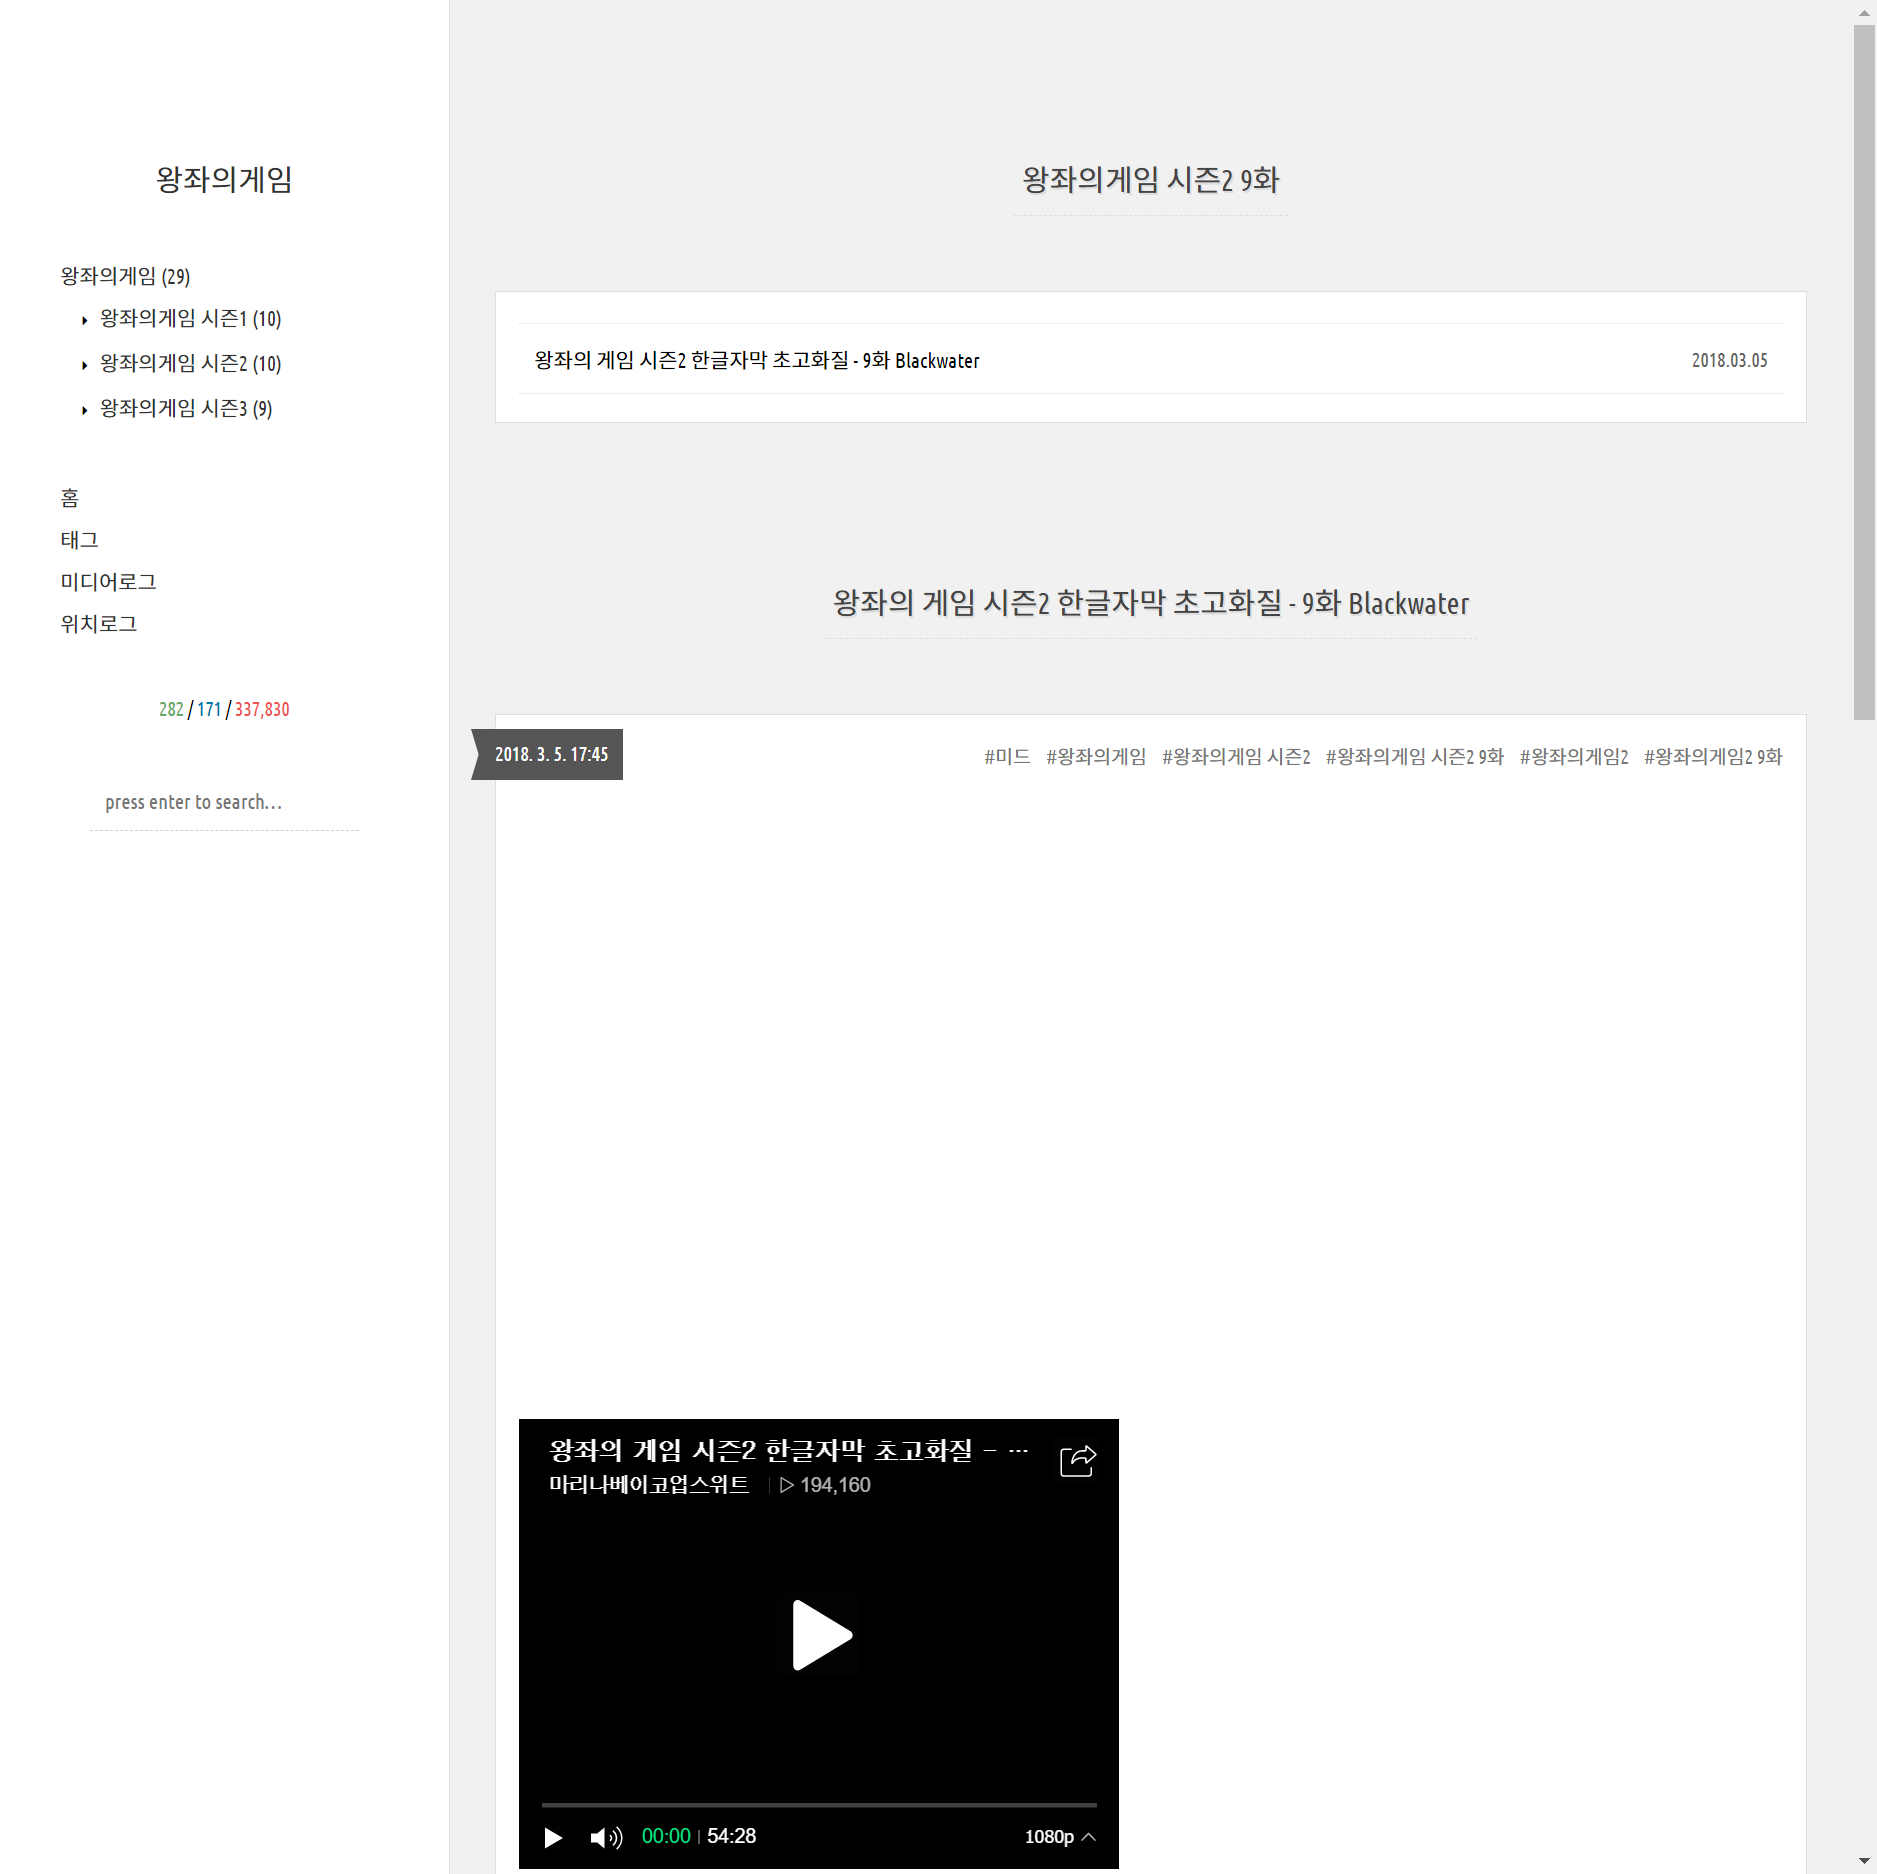 왕좌의게임
왕좌의게임 (29)
왕좌의게임 시즌1 (10)
왕좌의게임 시즌2 (10)
왕좌의게임 시즌3 (9)
홈
태그
미디어로그
위치로그
282 / 171 / 337,830
press enter to search...
왕좌의게임 시즌2 9화
왕좌의 게임 시즌2 한글자막 초고화질 - 9화 Blackwater 2018.03.05
왕좌의 게임 시즌2 한글자막 초고화질 - 9화 Blackwater
2018. 3. 5. 17:45
#미드 #왕좌의게임 #왕좌의게임 시즌2 #왕좌의게임 시즌2 9화 #왕좌의게임2 #왕좌의게임2 9화
왕좌의 게임 시즌2 한글자막 초고화질 - ...
마리나베이코업스위트 194,160
00:00 54:28 1080p